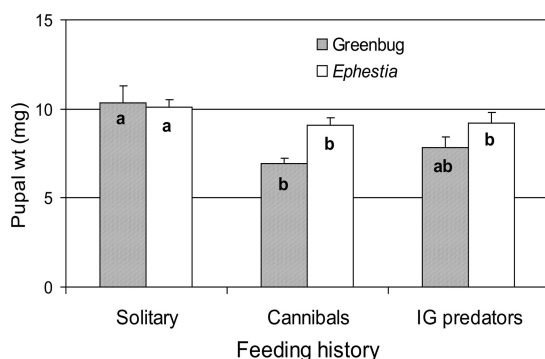 15
10
5
0
Pupal wt (mg)
Greenbug
Ephestia
a
a
b
b
ab
b
Solitary
Cannibals
IG predators
Feeding history